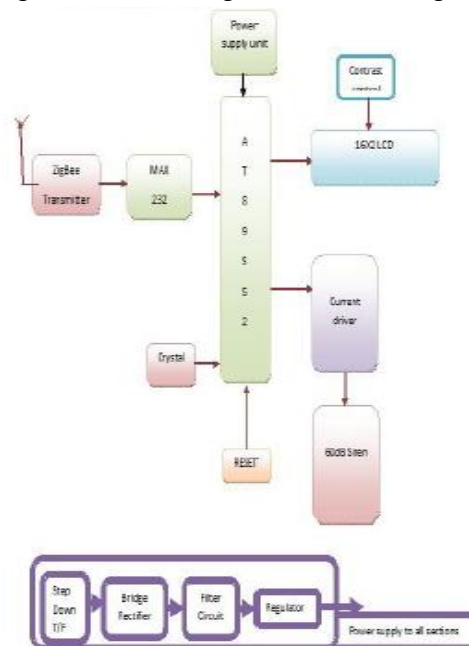 Power
supply unit
Contrast
control
16X2 LCD
ZigBee
Transmitter
MAX
232
A
T
8
9
S
5
2
Current
driver
Crystal
RESET
60dB Siren
Step
Down
T/F
Bridge
Rectifier
Filter
Circuit
Regulator
Power supply to all sections